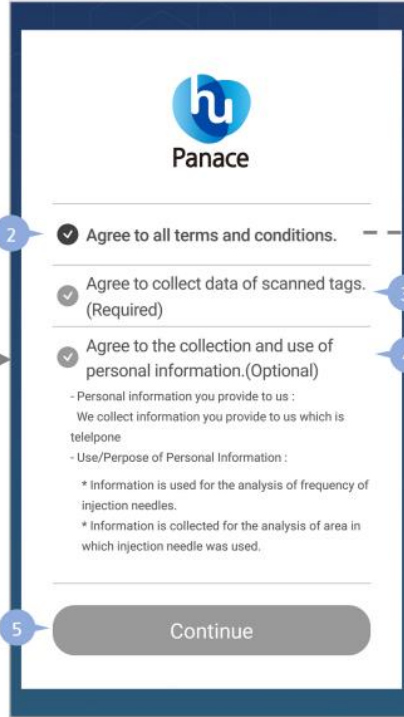 hu
Panace
2
Agree to all terms and conditions.
Agree to collect data of scanned tags.
(Required)
Agree to the collection and use of
personal information.(Optional)
- Personal information you provide to us :
We collect information you provide to us which is
telelpone
- Use/Perpose of Personal Information :
* Information is used for the analysis of frequency of
injection needles.
* Information is collected for the analysis of area in
which injection needle was used.
5
Continue